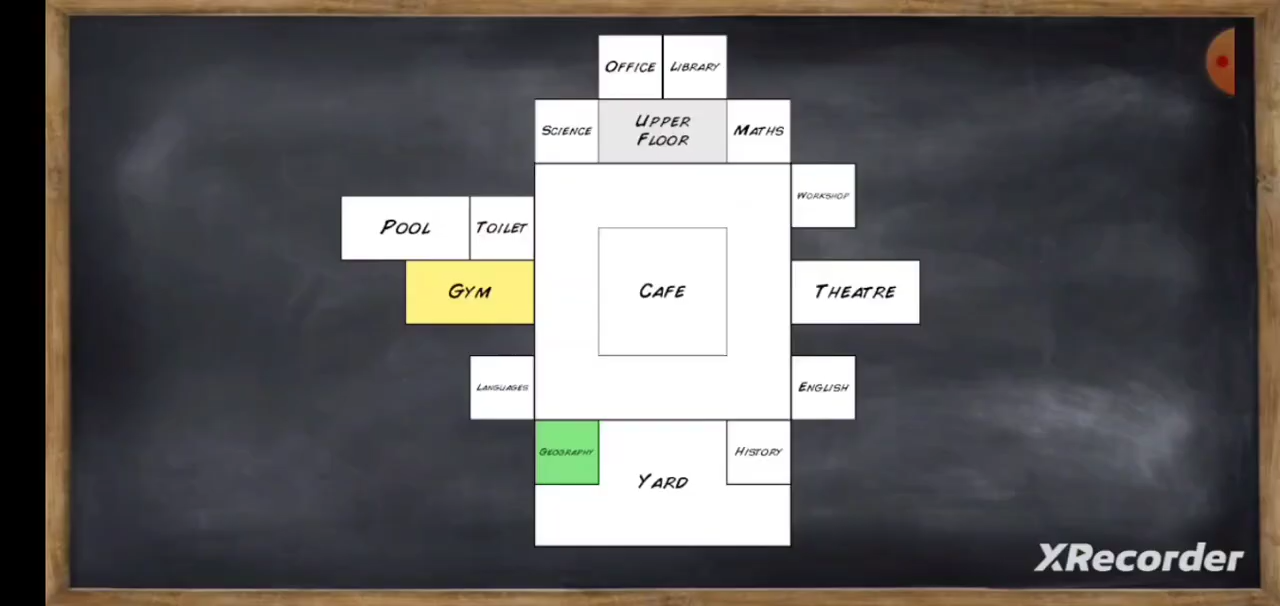 OFFICE
LIBRARY
SCIENCE
UPPER
FLOOR
MATHS
WORKSHOP
POOL
TOILET
GYM
CAFE
THEATRE
LANGUAGES
ENGLISH
GEOGRAPHY
HISTORY
YARD
XRecorder